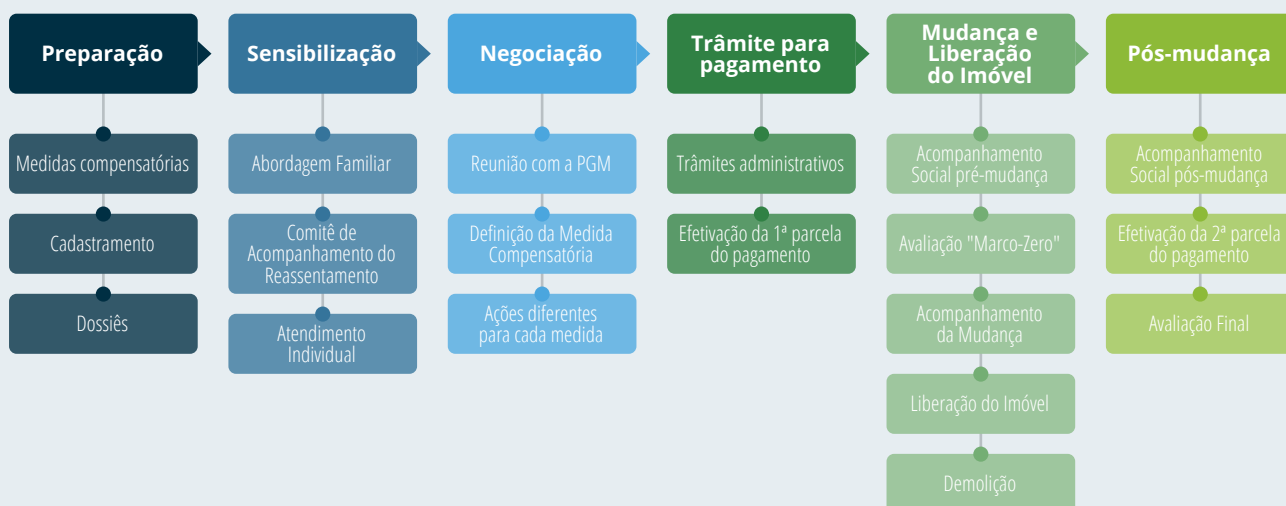 Preparação
Medidas compensatórias
Cadastramento
Dossiês
Sensibilização
Abordagem Familiar
Comitê de
Acompanhamento do
Reassentamento
Atendimento
Individual
Negociação
Reunião com a PGM
Definição da Medida
Compensatória
Ações diferentes
para cada medida
Trâmite para
pagamento
Trâmites administrativos
Efetivação da 1ª parcela
do pagamento
Mudança e
Liberação
do Imóvel
Acompanhamento
Social pré-mudança
Avaliação "Marco-Zero"
Acompanhamento
da Mudança
Liberação do Imóvel
Demolição
Pós-mudança
Acompanhamento
Social pós-mudança
Efetivação da 2ª parcela
do pagamento
Avaliação Final